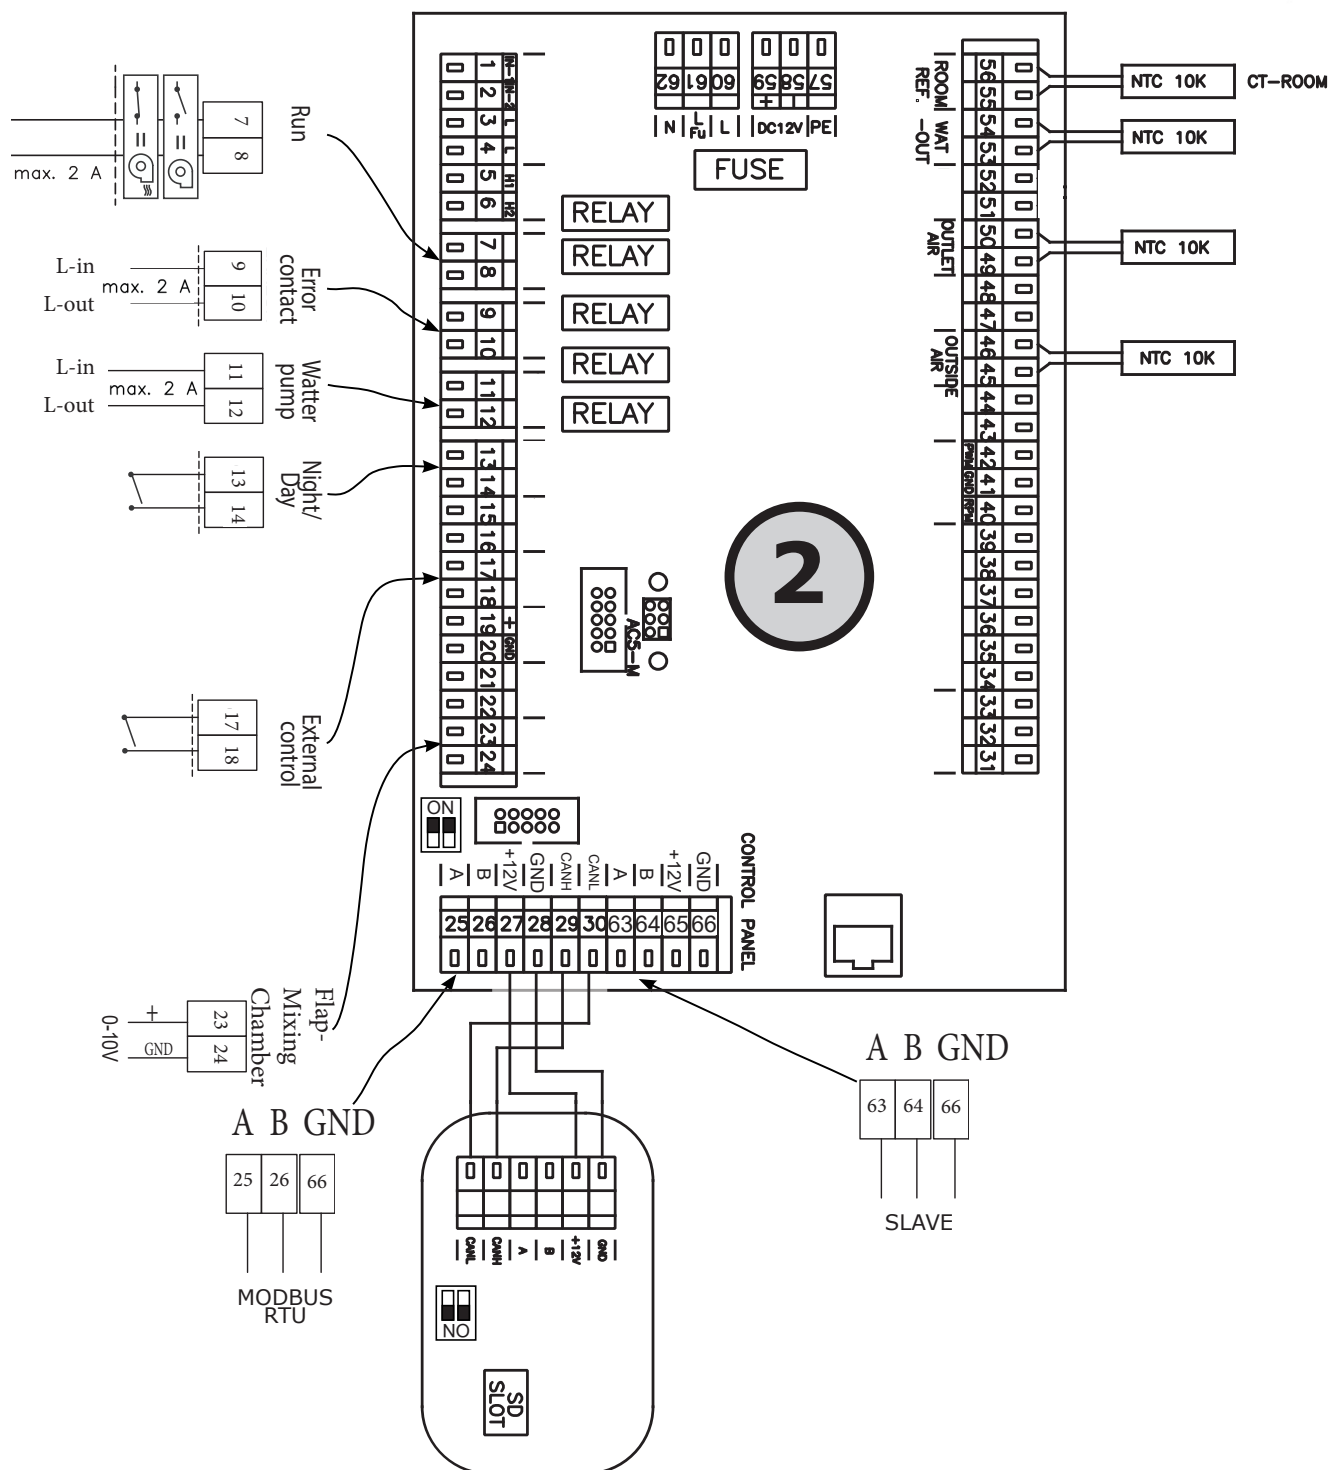 62 61 60 59 58 57
+ −
N L FU L DC12V PE
FUSE
1 IN-1
2 IN-2
3 L
4 L
5 H1
6 H2
7
8
9
10
11
12
13
14
15
16
17
18
19 +
20 GND
21
22
23
24
RELAY
RELAY
RELAY
RELAY
RELAY
7
8
Run
max. 2 A
L-in
max. 2 A
L-out
9
10
Error
contact
L-in
max. 2 A
L-out
11
12
Watter
pump
13
14
Night/
Day
17
18
External
control
+
GND
0-10V
23
24
Flap-
Mixing
Chamber
ROOM
REF.
WAT
-OUT
OUTLET
AIR
OUTSIDE
AIR
PWM GND RPM
56
55
54
53
52
51
50
49
48
47
46
45
44
43
42
41
40
39
38
37
36
35
34
33
32
31
NTC 10K CT-ROOM
NTC 10K
NTC 10K
NTC 10K
2
AC5-M
ON
A B +12V GND CANH CANL A B +12V GND
25 26 27 28 29 30 63 64 65 66
CONTROL PANEL
A B GND
25 26 66
MODBUS
RTU
A B GND
63 64 66
SLAVE
CANL CANH A B +12V GND
ON
SD
SLOT